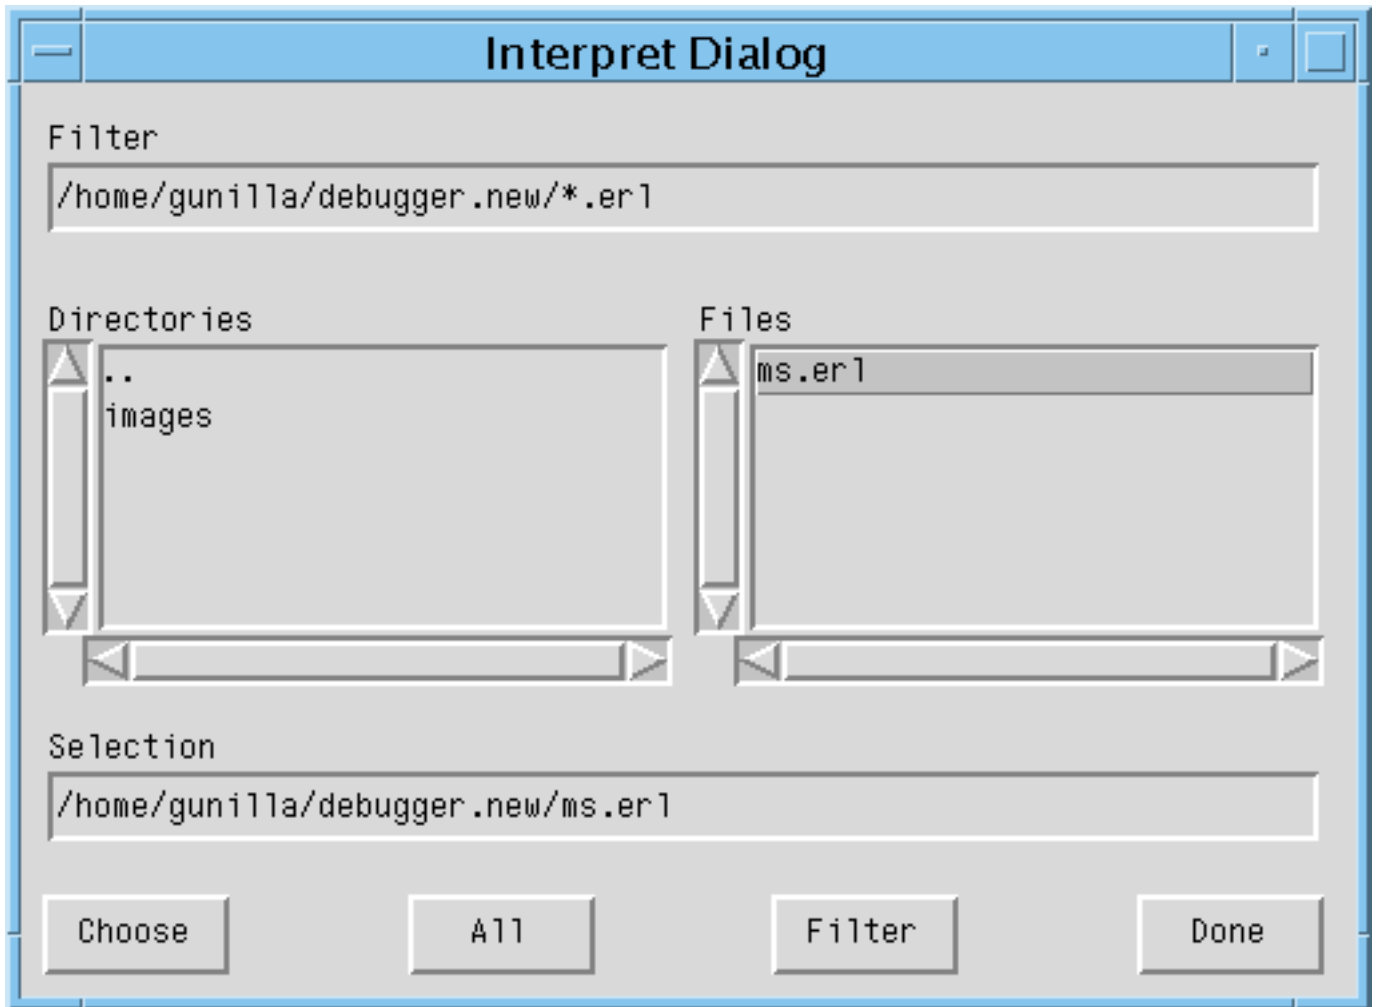 Interpret Dialog
Filter
/home/gunilla/debugger.new/*.erl
Directories
..
images
Files
ms.erl
Selection
/home/gunilla/debugger.new/ms.erl
Choose
All
Filter
Done